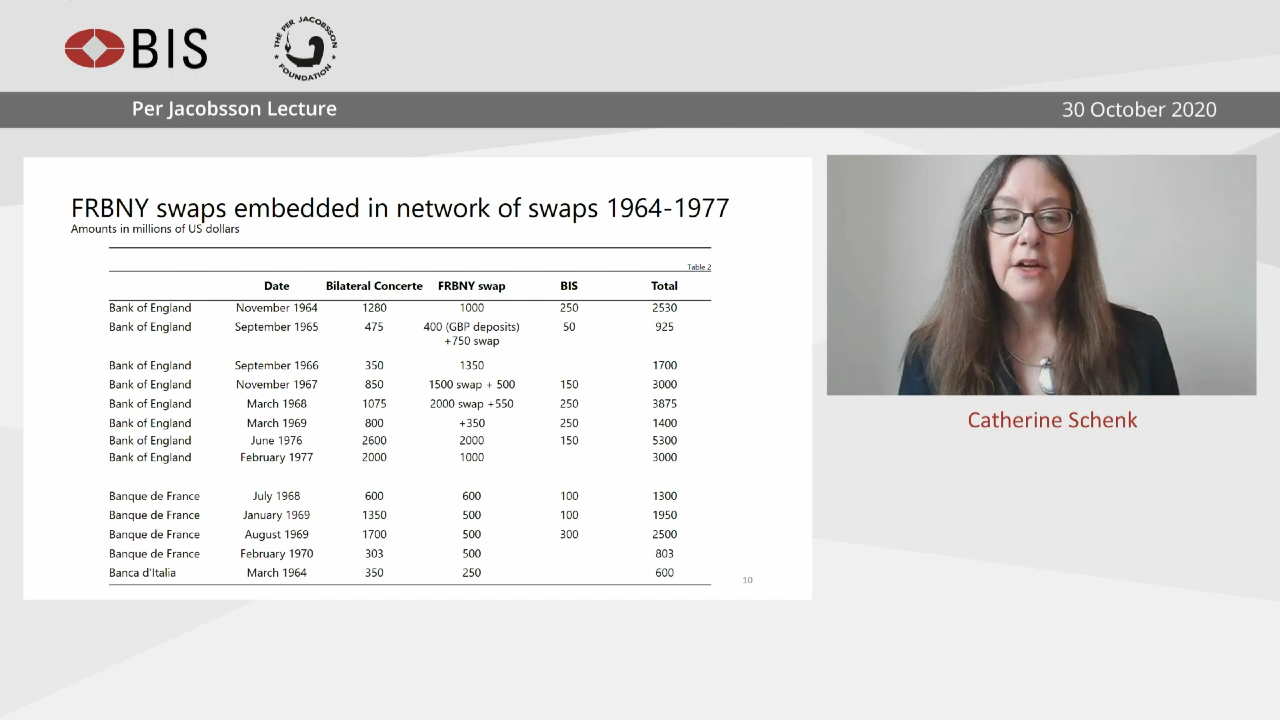 BIS
THE PER JACOBSSON
FOUNDATION
Per Jacobsson Lecture
30 October 2020
FRBNY swaps embedded in network of swaps 1964-1977
Amounts in millions of US dollars
Table 2
Date Bilateral Concerte FRBNY swap BIS Total
Bank of England November 1964 1280 1000 250 2530
Bank of England September 1965 475 400 (GBP deposits) 50 925
+750 swap
Bank of England September 1966 350 1350 1700
Bank of England November 1967 850 1500 swap + 500 150 3000
Bank of England March 1968 1075 2000 swap +550 250 3875
Bank of England March 1969 800 +350 250 1400
Bank of England June 1976 2600 2000 150 5300
Bank of England February 1977 2000 1000 3000
Banque de France July 1968 600 600 100 1300
Banque de France January 1969 1350 500 100 1950
Banque de France August 1969 1700 500 300 2500
Banque de France February 1970 303 500 803
Banca d'Italia March 1964 350 250 600
10
Catherine Schenk